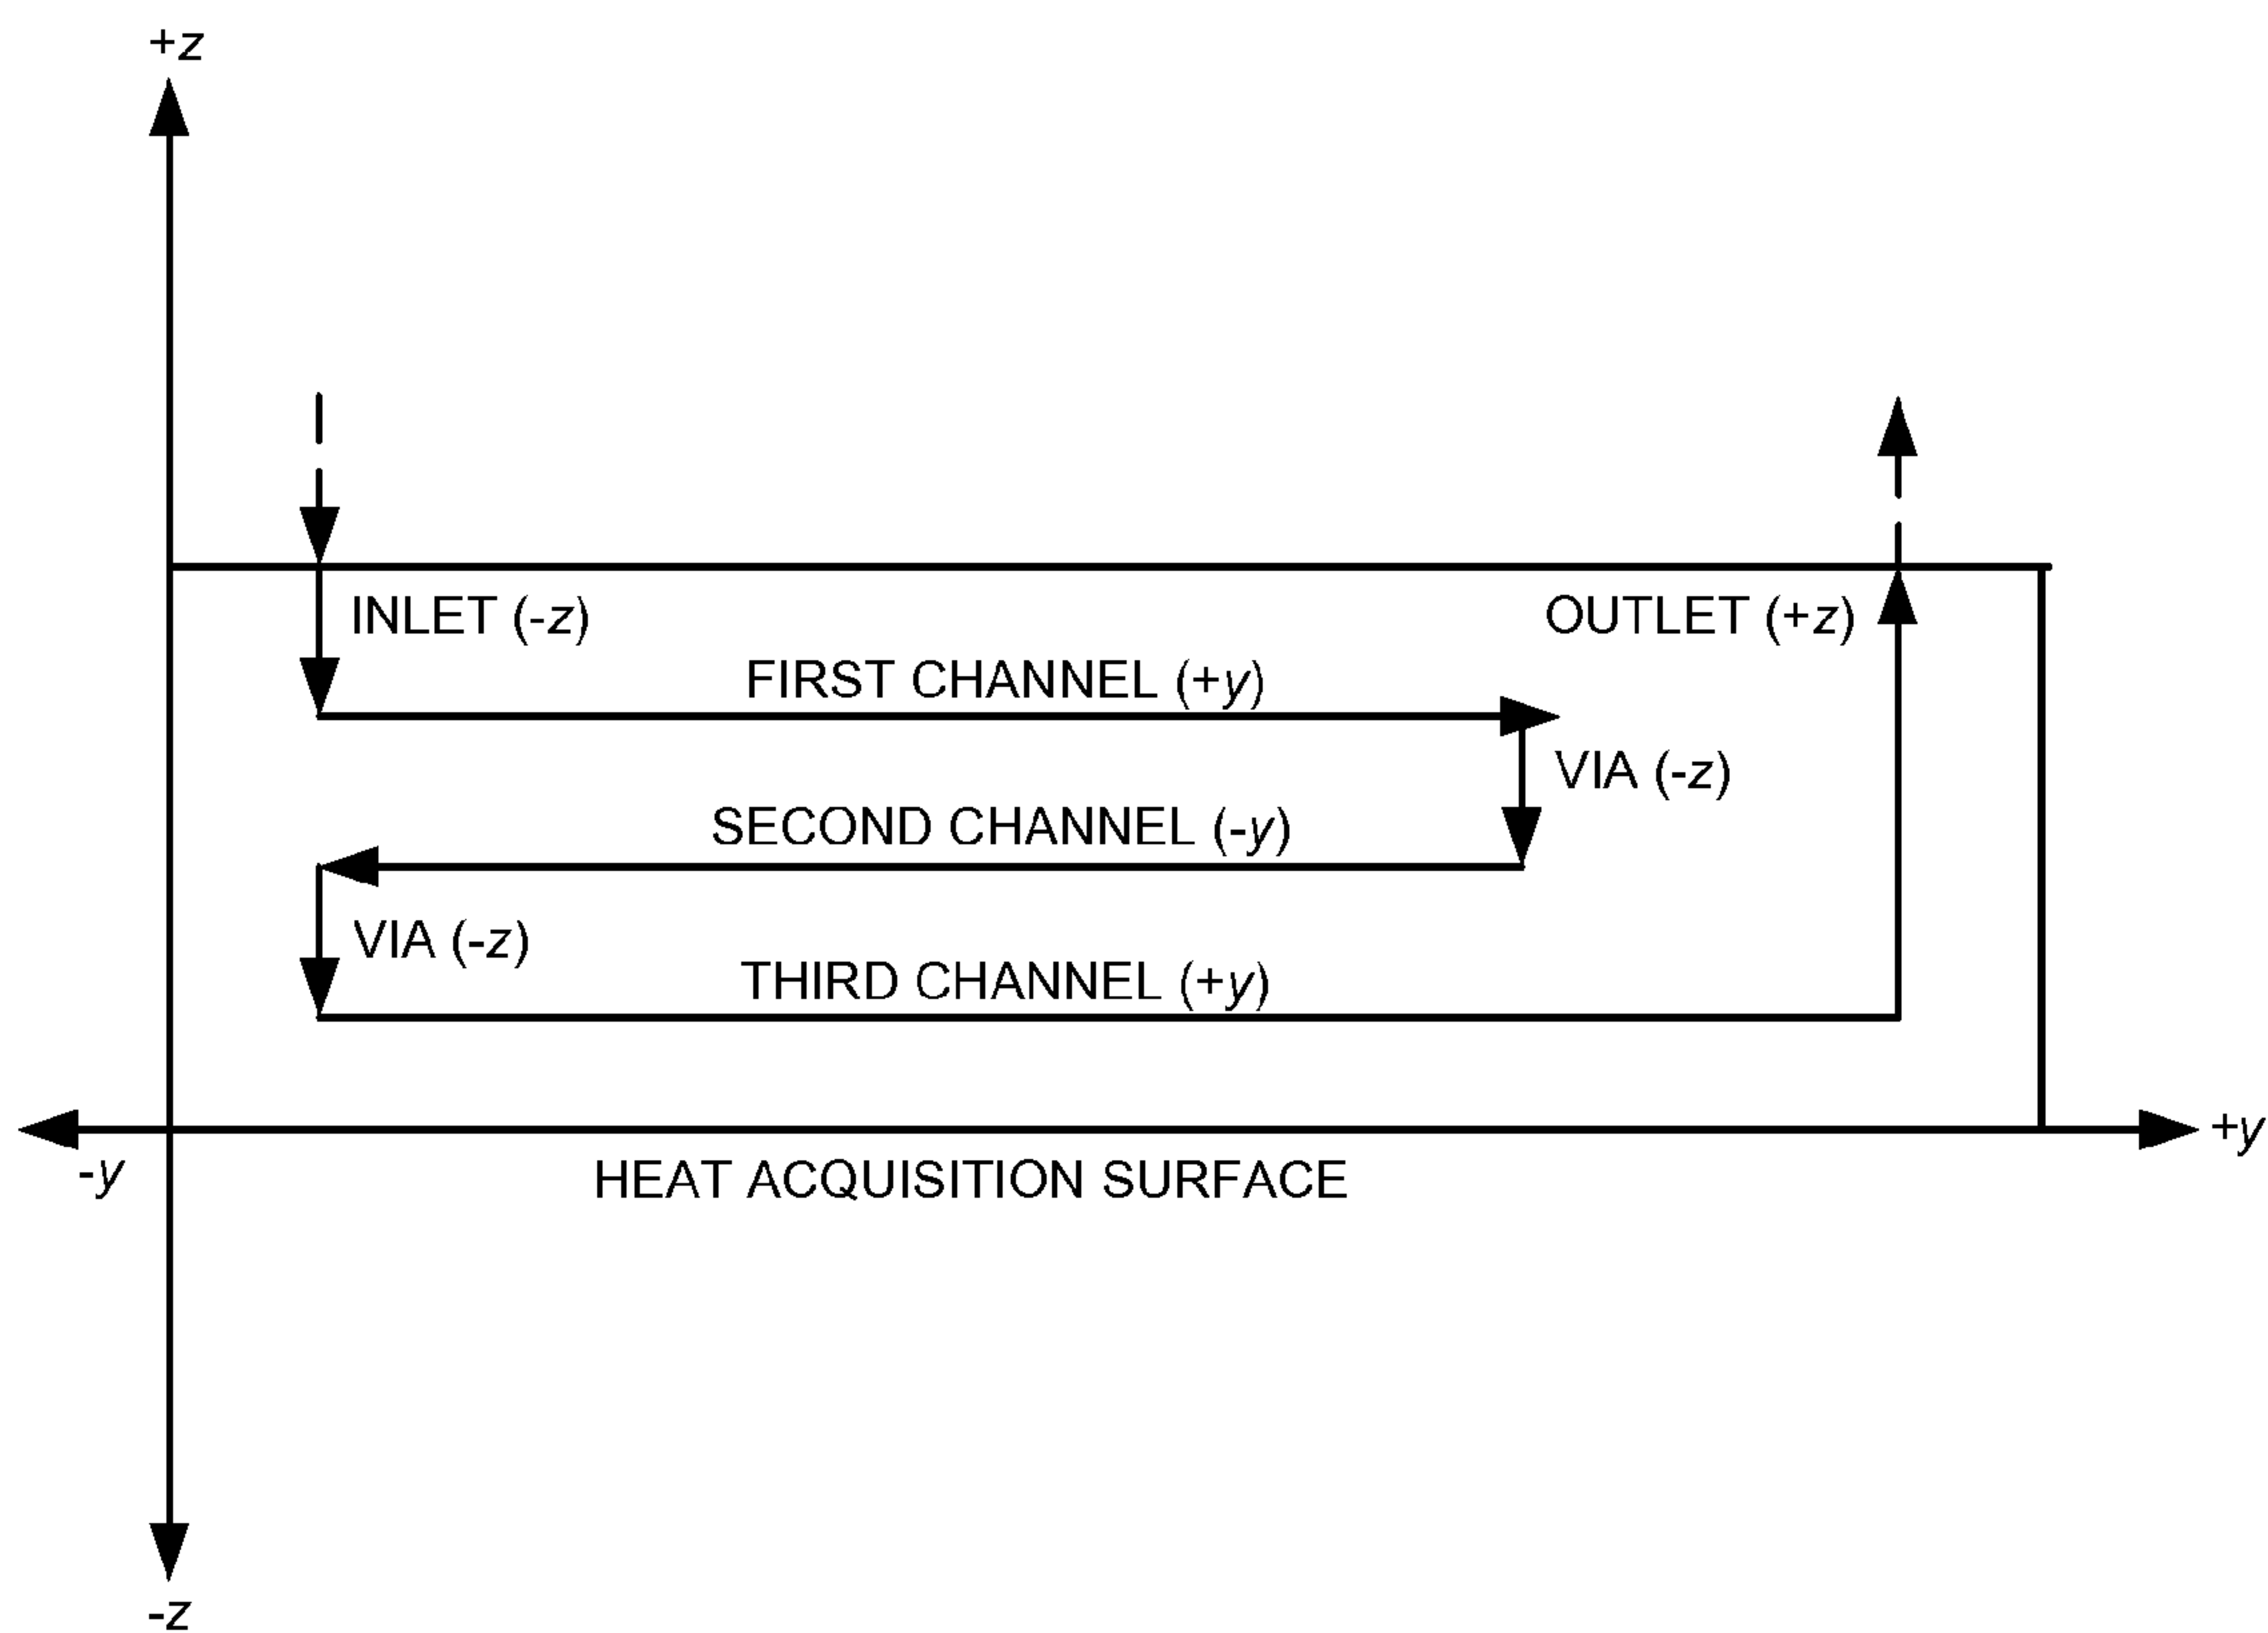 +z
INLET (-z)
OUTLET (+z)
FIRST CHANNEL (+y)
VIA (-z)
SECOND CHANNEL (-y)
VIA (-z)
THIRD CHANNEL (+y)
+y
-y
HEAT ACQUISITION SURFACE
-z